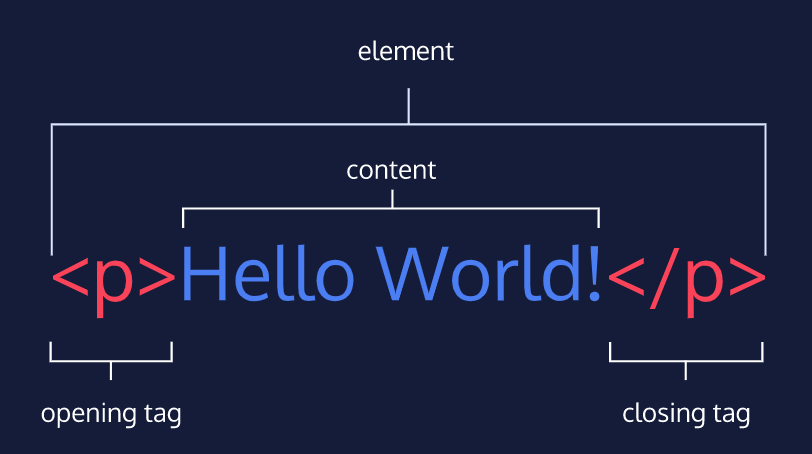 element
content
<p>Hello World!</p>
opening tag
closing tag